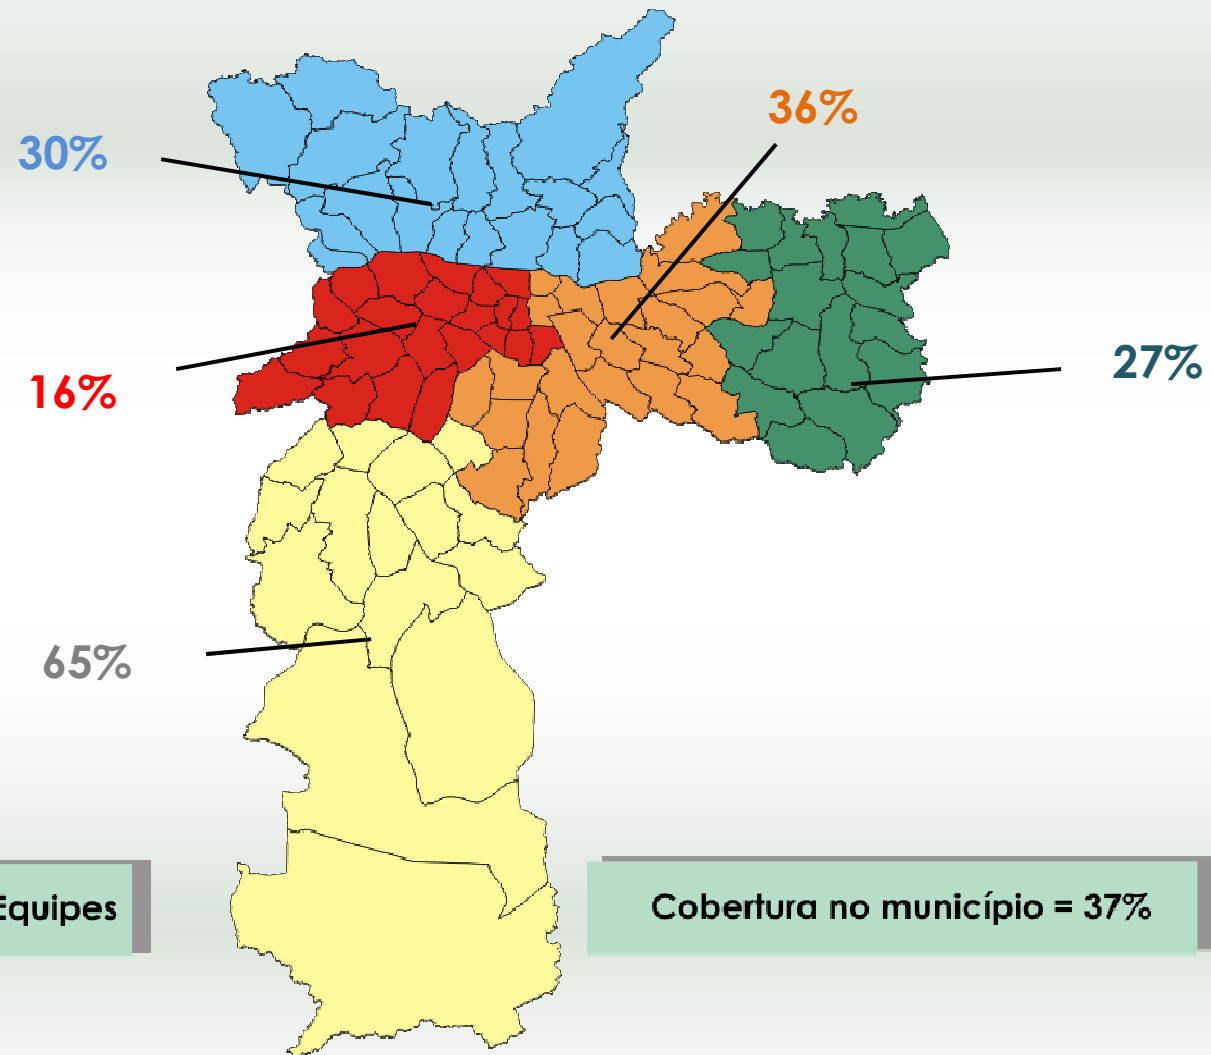 36%
30%
27%
16%
65%
Equipes
Cobertura no município = 37%